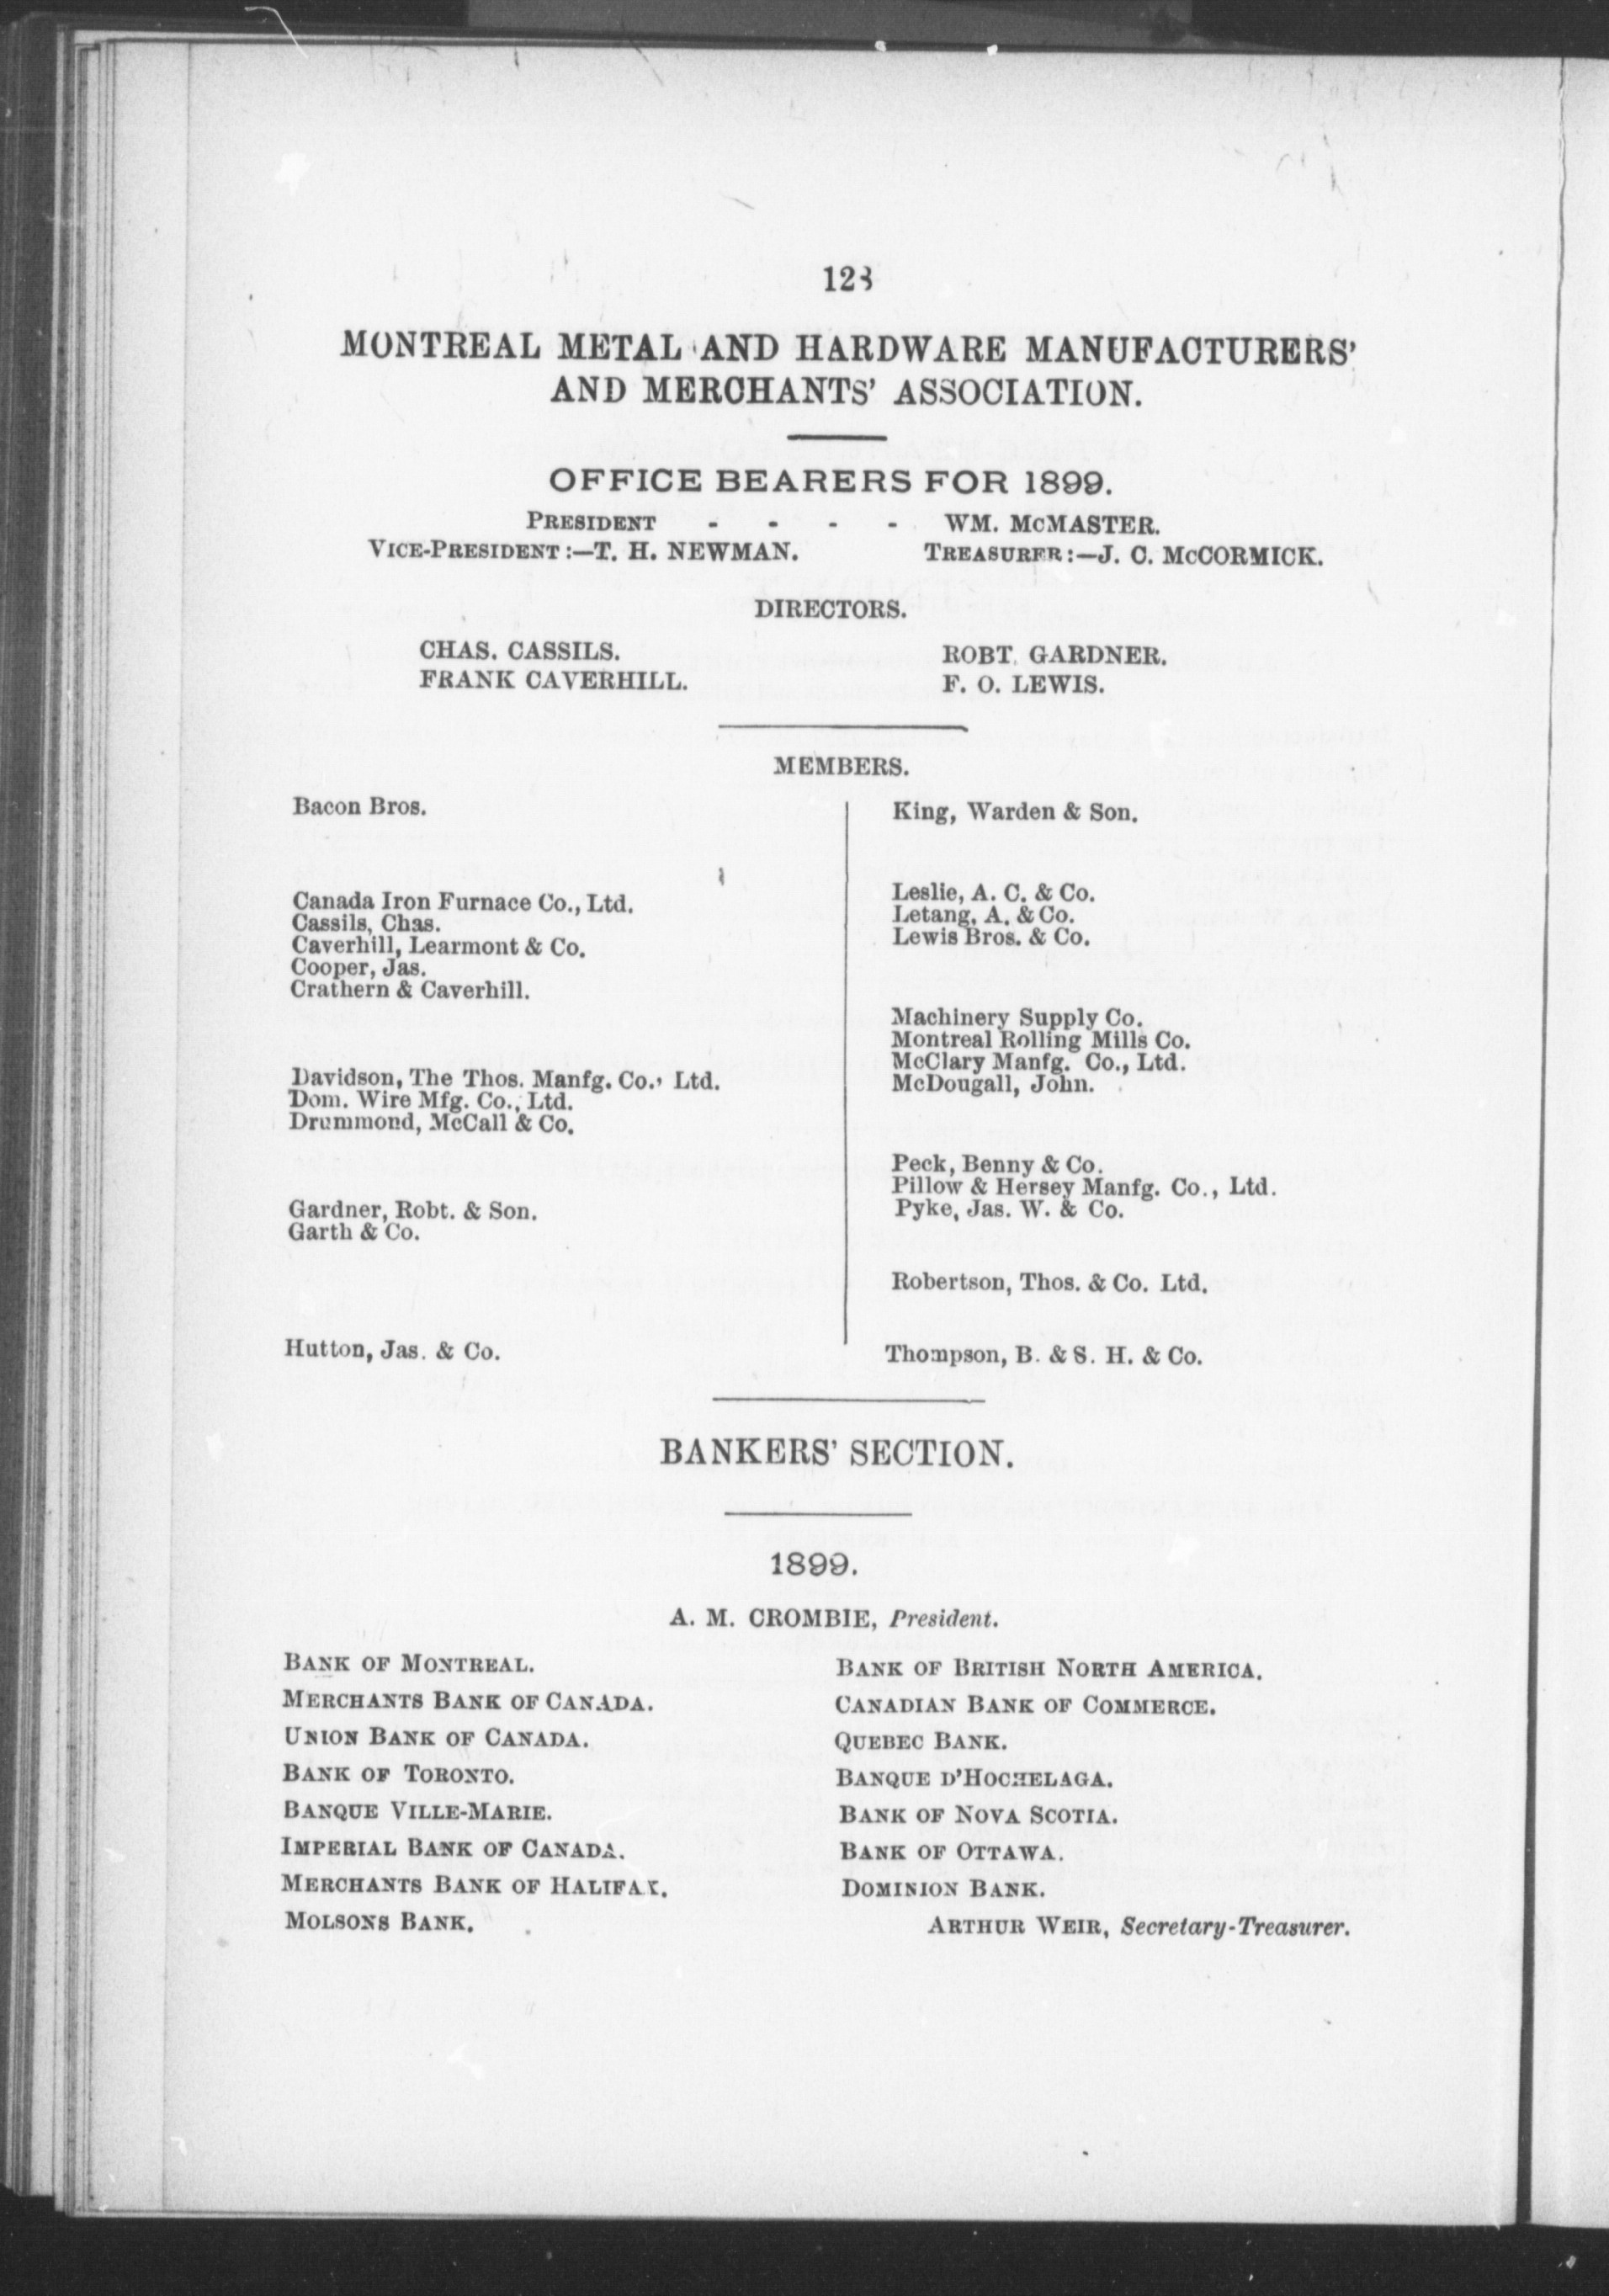 128
MONTREAL METAL AND HARDWARE MANUFACTURERS'
AND MERCHANTS' ASSOCIATION.
OFFICE BEARERS FOR 1899.
PRESIDENT - - - - WM. McMASTER.
VICE-PRESIDENT :—T. H. NEWMAN. TREASURER :—J. C. McCORMICK.
DIRECTORS.
CHAS. CASSILS. ROBT. GARDNER.
FRANK CAVERHILL. F. O. LEWIS.
MEMBERS.
Bacon Bros.
Canada Iron Furnace Co., Ltd.
Cassils, Chas.
Caverhill, Learmont & Co.
Cooper, Jas.
Crathern & Caverhill.
Davidson, The Thos. Manfg. Co., Ltd.
Dom. Wire Mfg. Co., Ltd.
Drummond, McCall & Co.
Gardner, Robt. & Son.
Garth & Co.
Hutton, Jas. & Co.
King, Warden & Son.
Leslie, A. C. & Co.
Letang, A. & Co.
Lewis Bros. & Co.
Machinery Supply Co.
Montreal Rolling Mills Co.
McClary Manfg. Co., Ltd.
McDougall, John.
Peck, Benny & Co.
Pillow & Hersey Manfg. Co., Ltd.
Pyke, Jas. W. & Co.
Robertson, Thos. & Co. Ltd.
Thompson, B. & S. H. & Co.
BANKERS' SECTION.
1899.
A. M. CROMBIE, President.
BANK OF MONTREAL.
MERCHANTS BANK OF CANADA.
UNION BANK OF CANADA.
BANK OF TORONTO.
BANQUE VILLE-MARIE.
IMPERIAL BANK OF CANADA.
MERCHANTS BANK OF HALIFAX.
MOLSONS BANK.
BANK OF BRITISH NORTH AMERICA.
CANADIAN BANK OF COMMERCE.
QUEBEC BANK.
BANQUE D'HOCHELAGA.
BANK OF NOVA SCOTIA.
BANK OF OTTAWA.
DOMINION BANK.
ARTHUR WEIR, Secretary-Treasurer.